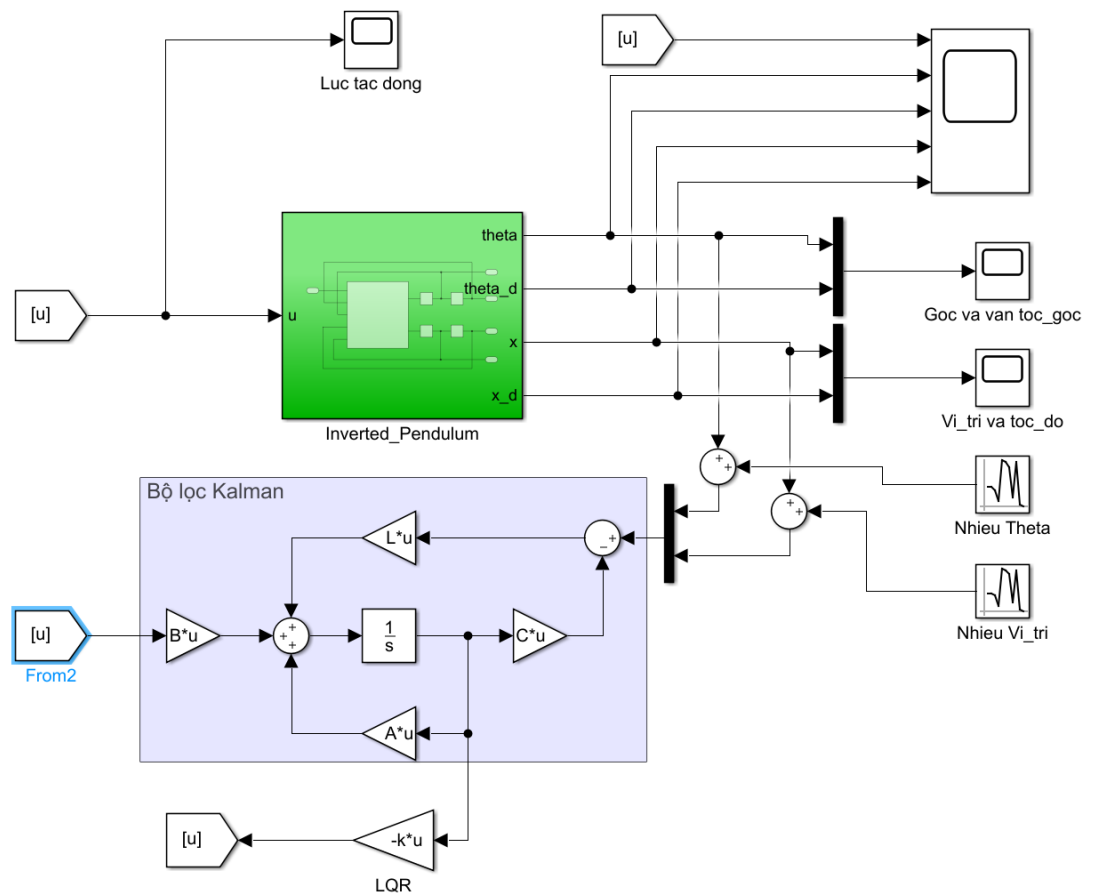 Luc tac dong
[u]
[u]
u
theta
theta_d
x
x_d
Inverted_Pendulum
Goc va van toc_goc
Vi_tri va toc_do
+
+
+
+
Nhieu Theta
Nhieu Vi_tri
Bộ lọc Kalman
L*u
+
−
[u]
From2
B*u
+
+
+
1
s
C*u
A*u
[u]
-k*u
LQR